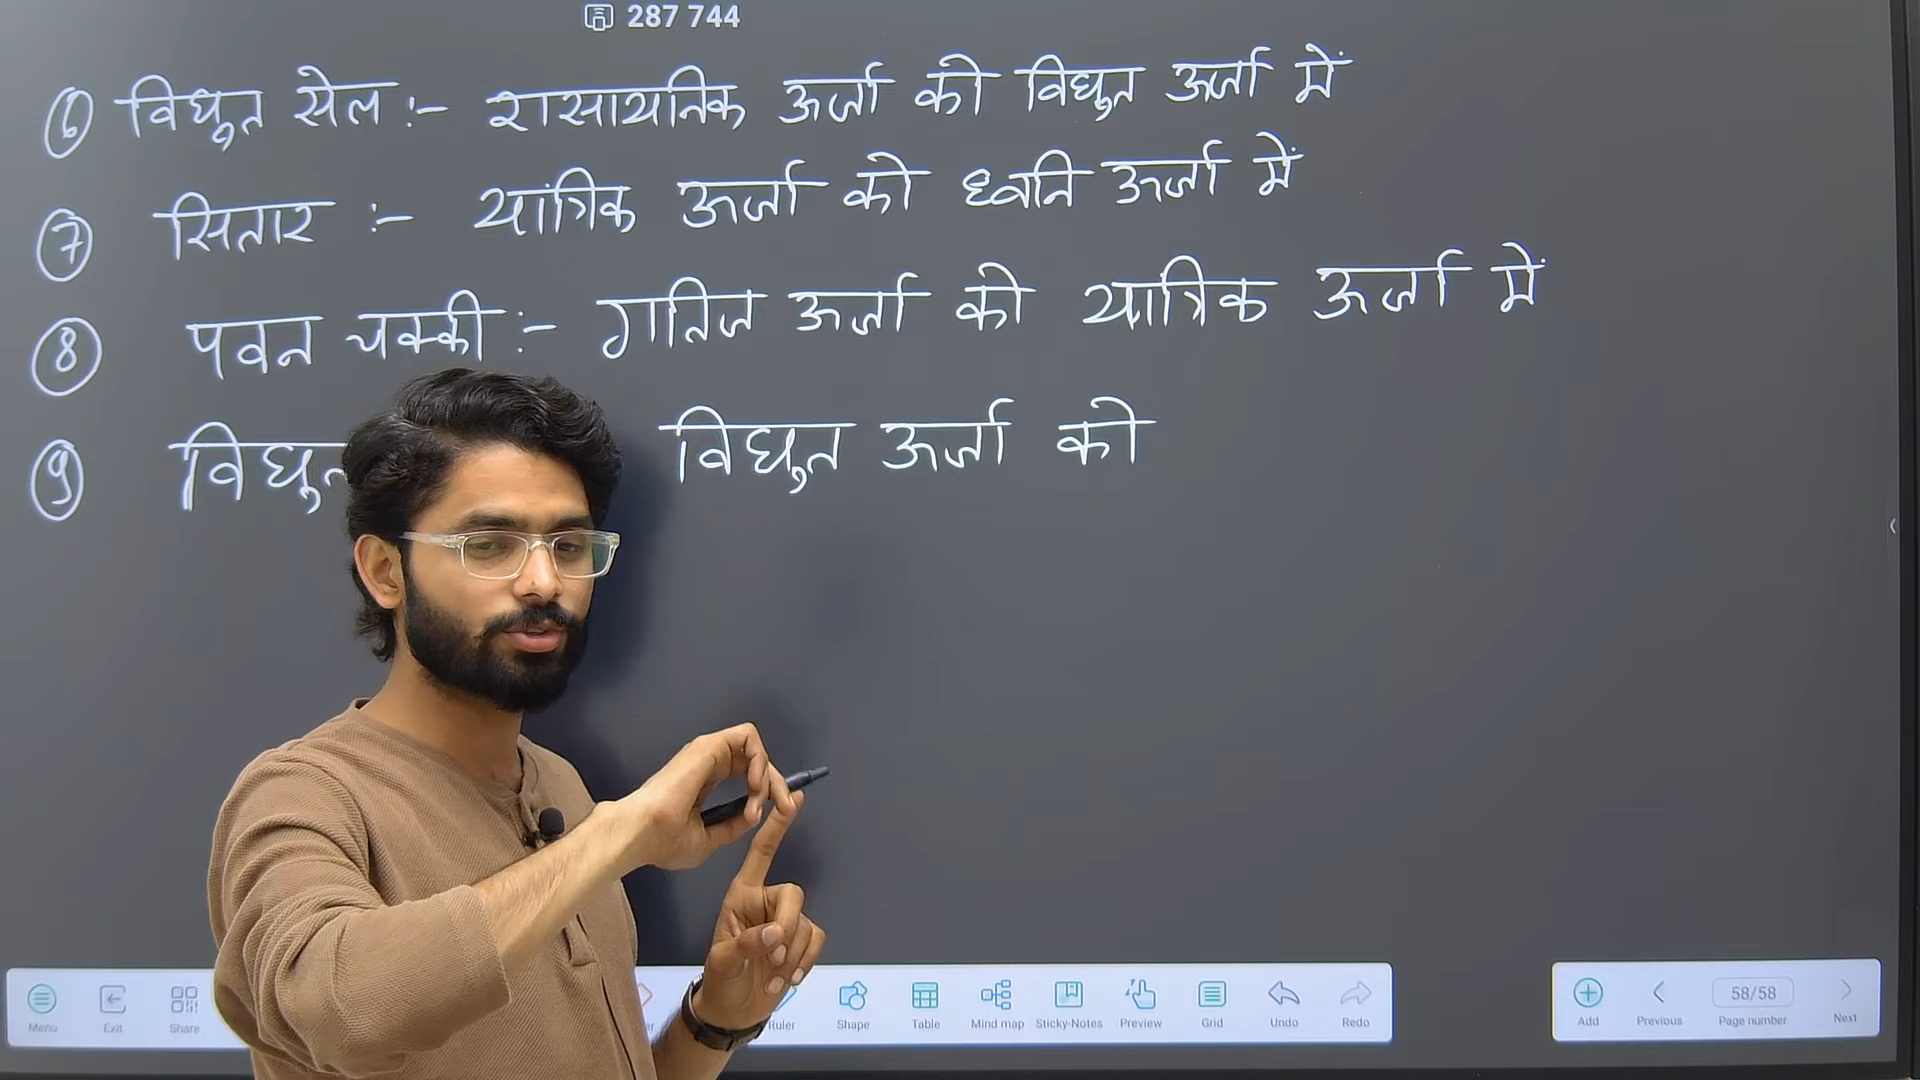 287 744
⑥ विद्युत सेल :- रासायनिक ऊर्जा को विद्युत ऊर्जा में
⑦ सितार :- यांत्रिक ऊर्जा को ध्वनि ऊर्जा में
⑧ पवन चक्की :- गतिज ऊर्जा को यांत्रिक ऊर्जा में
⑨ विद्युत विद्युत ऊर्जा को
Menu Exit Share Ruler Shape Table Mind map Sticky-Notes Preview Grid Undo Redo Add Previous 58/58 Page number Next